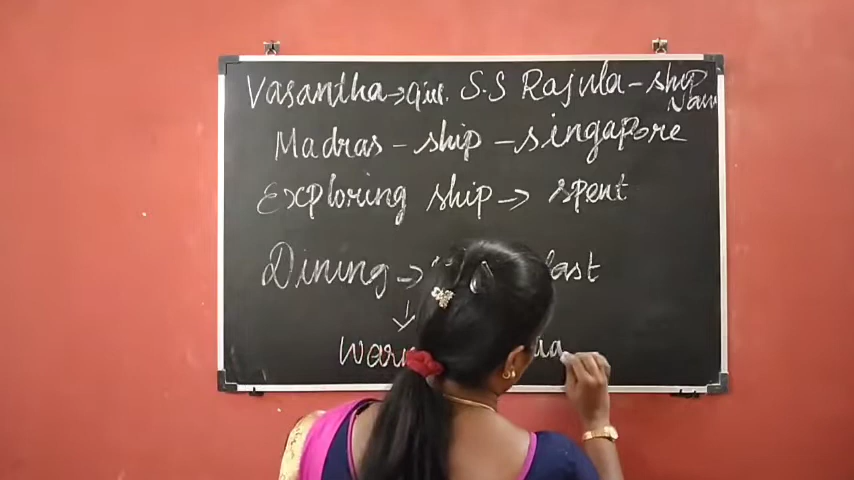 Vasantha → Girl. S.S Rajula - ship Name
Madras - ship - singapore
Exploring ship → spent
Dining →